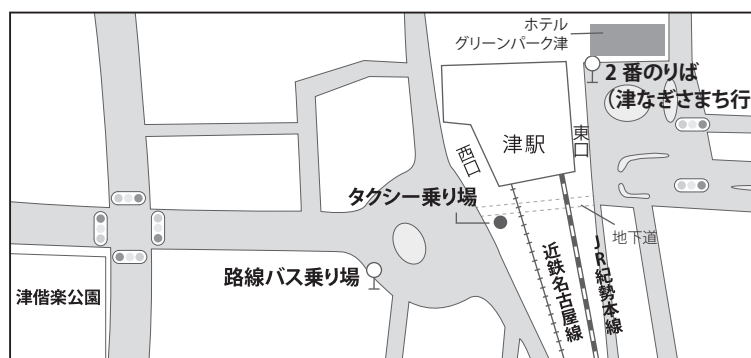 ホテル
グリーンパーク津
2番のりば
（津なぎさまち行
津駅
東口
西口
タクシー乗り場
地下道
路線バス乗り場
近鉄名古屋線
JR紀勢本線
津偕楽公園